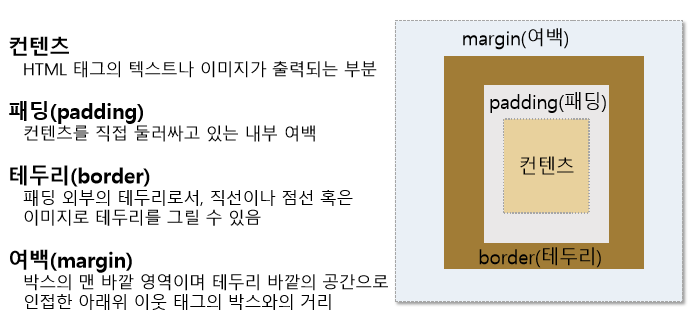 컨텐츠
HTML 태그의 텍스트나 이미지가 출력되는 부분
패딩(padding)
컨텐츠를 직접 둘러싸고 있는 내부 여백
테두리(border)
패딩 외부의 테두리로서, 직선이나 점선 혹은
이미지로 테두리를 그릴 수 있음
여백(margin)
박스의 맨 바깥 영역이며 테두리 바깥의 공간으로
인접한 아래위 이웃 태그의 박스와의 거리
margin(여백)
padding(패딩)
컨텐츠
border(테두리)